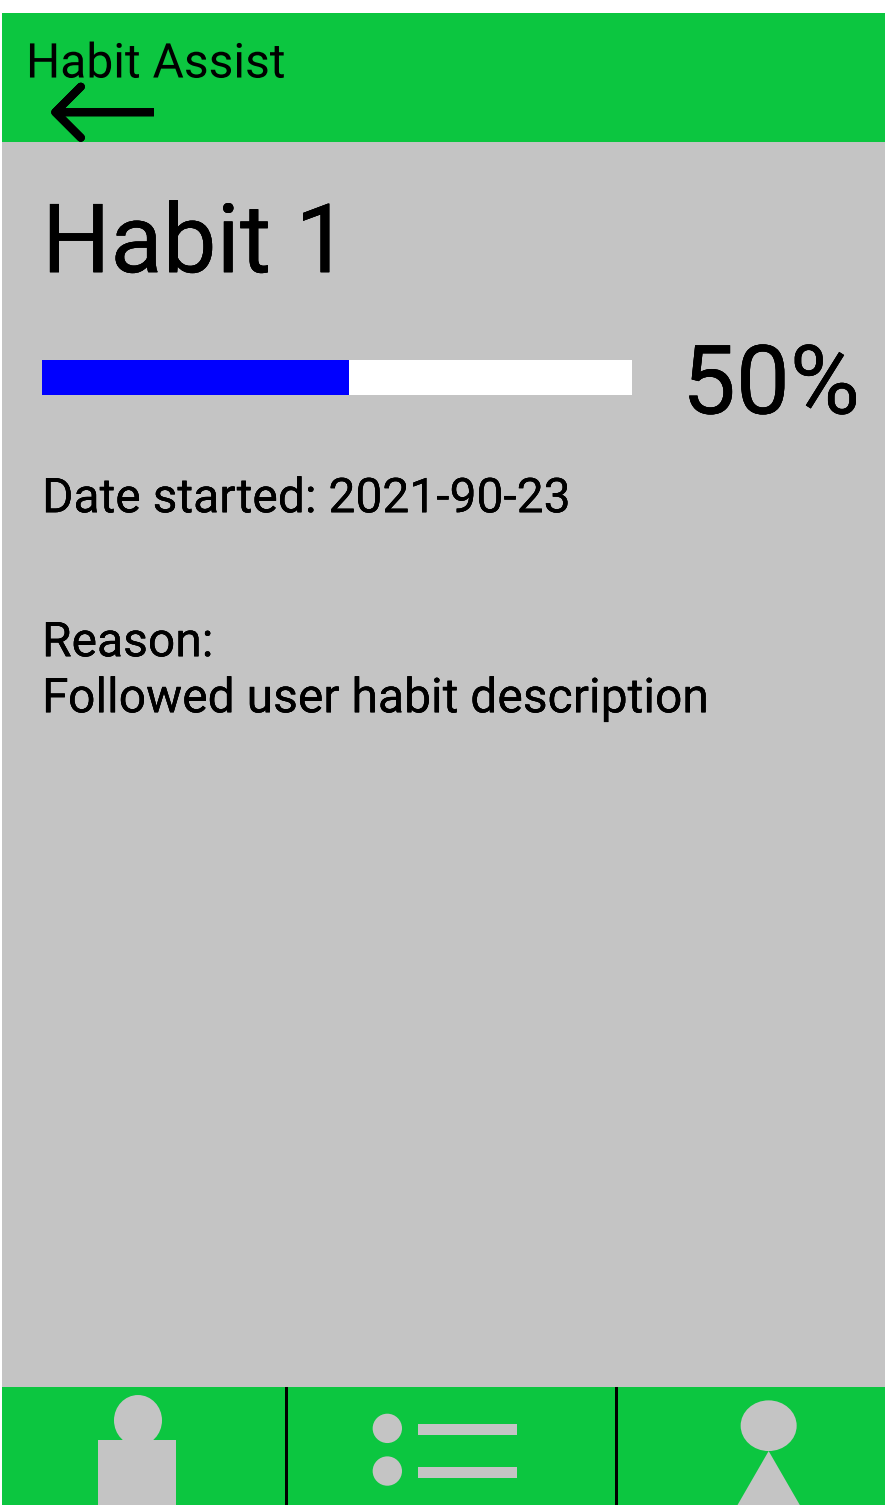 Habit Assist
Habit 1
50%
Date started: 2021-90-23
Reason:
Followed user habit description